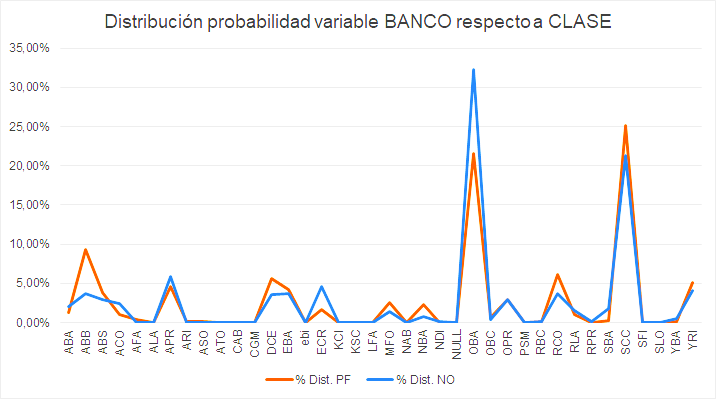 Distribución probabilidad variable BANCO respecto a CLASE
35,00%
30,00%
25,00%
20,00%
15,00%
10,00%
5,00%
0,00%
ABA
ABB
ABS
ACO
AFA
ALA
APR
ARI
ASO
ATO
CAB
CGM
DCE
EBA
ebi
ECR
KCI
KSC
LFA
MFO
NAB
NBA
NDI
NULL
OBA
OBC
OPR
PSM
RBC
RCO
RLA
RPR
SBA
SCC
SFI
SLO
YBA
YRI
% Dist. PF
% Dist. NO